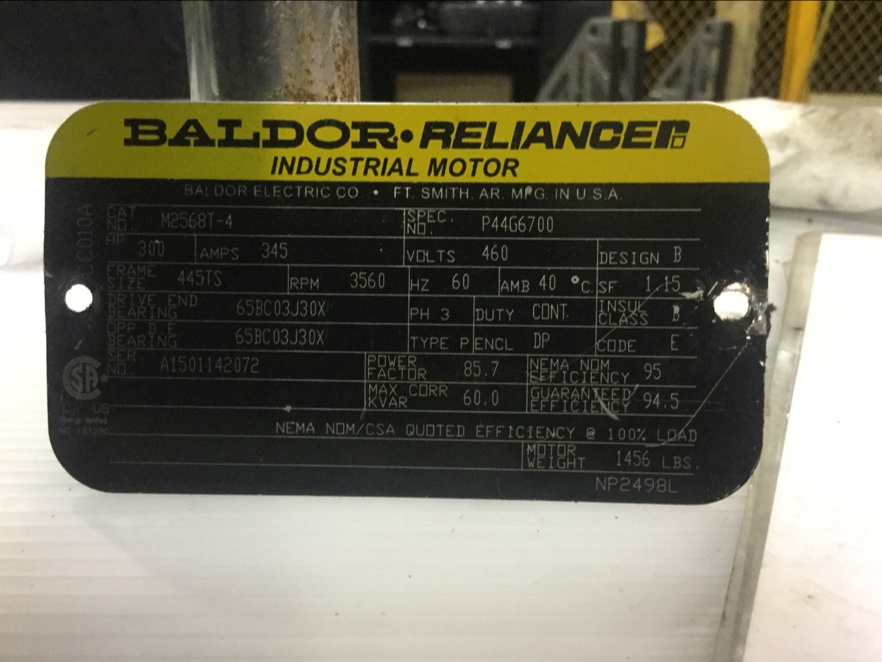 BALDOR • RELIANCER
INDUSTRIAL MOTOR
BALDOR ELECTRIC CO • FT. SMITH, AR. MFG. IN U.S.A.
CAT. NO. M2568T-4 SPEC. NO. P44G6700
HP 300 AMPS 345 VOLTS 460 DESIGN B
FRAME SIZE 445TS RPM 3560 HZ 60 AMB 40 °C SF 1.15
DRIVE END BEARING 65BC03J30X PH 3 DUTY CONT. INSUL CLASS B
OPP D.E. BEARING 65BC03J30X TYPE P ENCL DP CODE E
SER. NO. A1501142072 POWER FACTOR 85.7 NEMA NOM EFFICIENCY 95
MAX CORR KVAR 60.0 GUARANTEED EFFICIENCY 94.5
NEMA NOM/CSA QUOTED EFFICIENCY @ 100% LOAD
MOTOR WEIGHT 1456 LBS.
NP2498L
CC010A
C US
Energy Verified